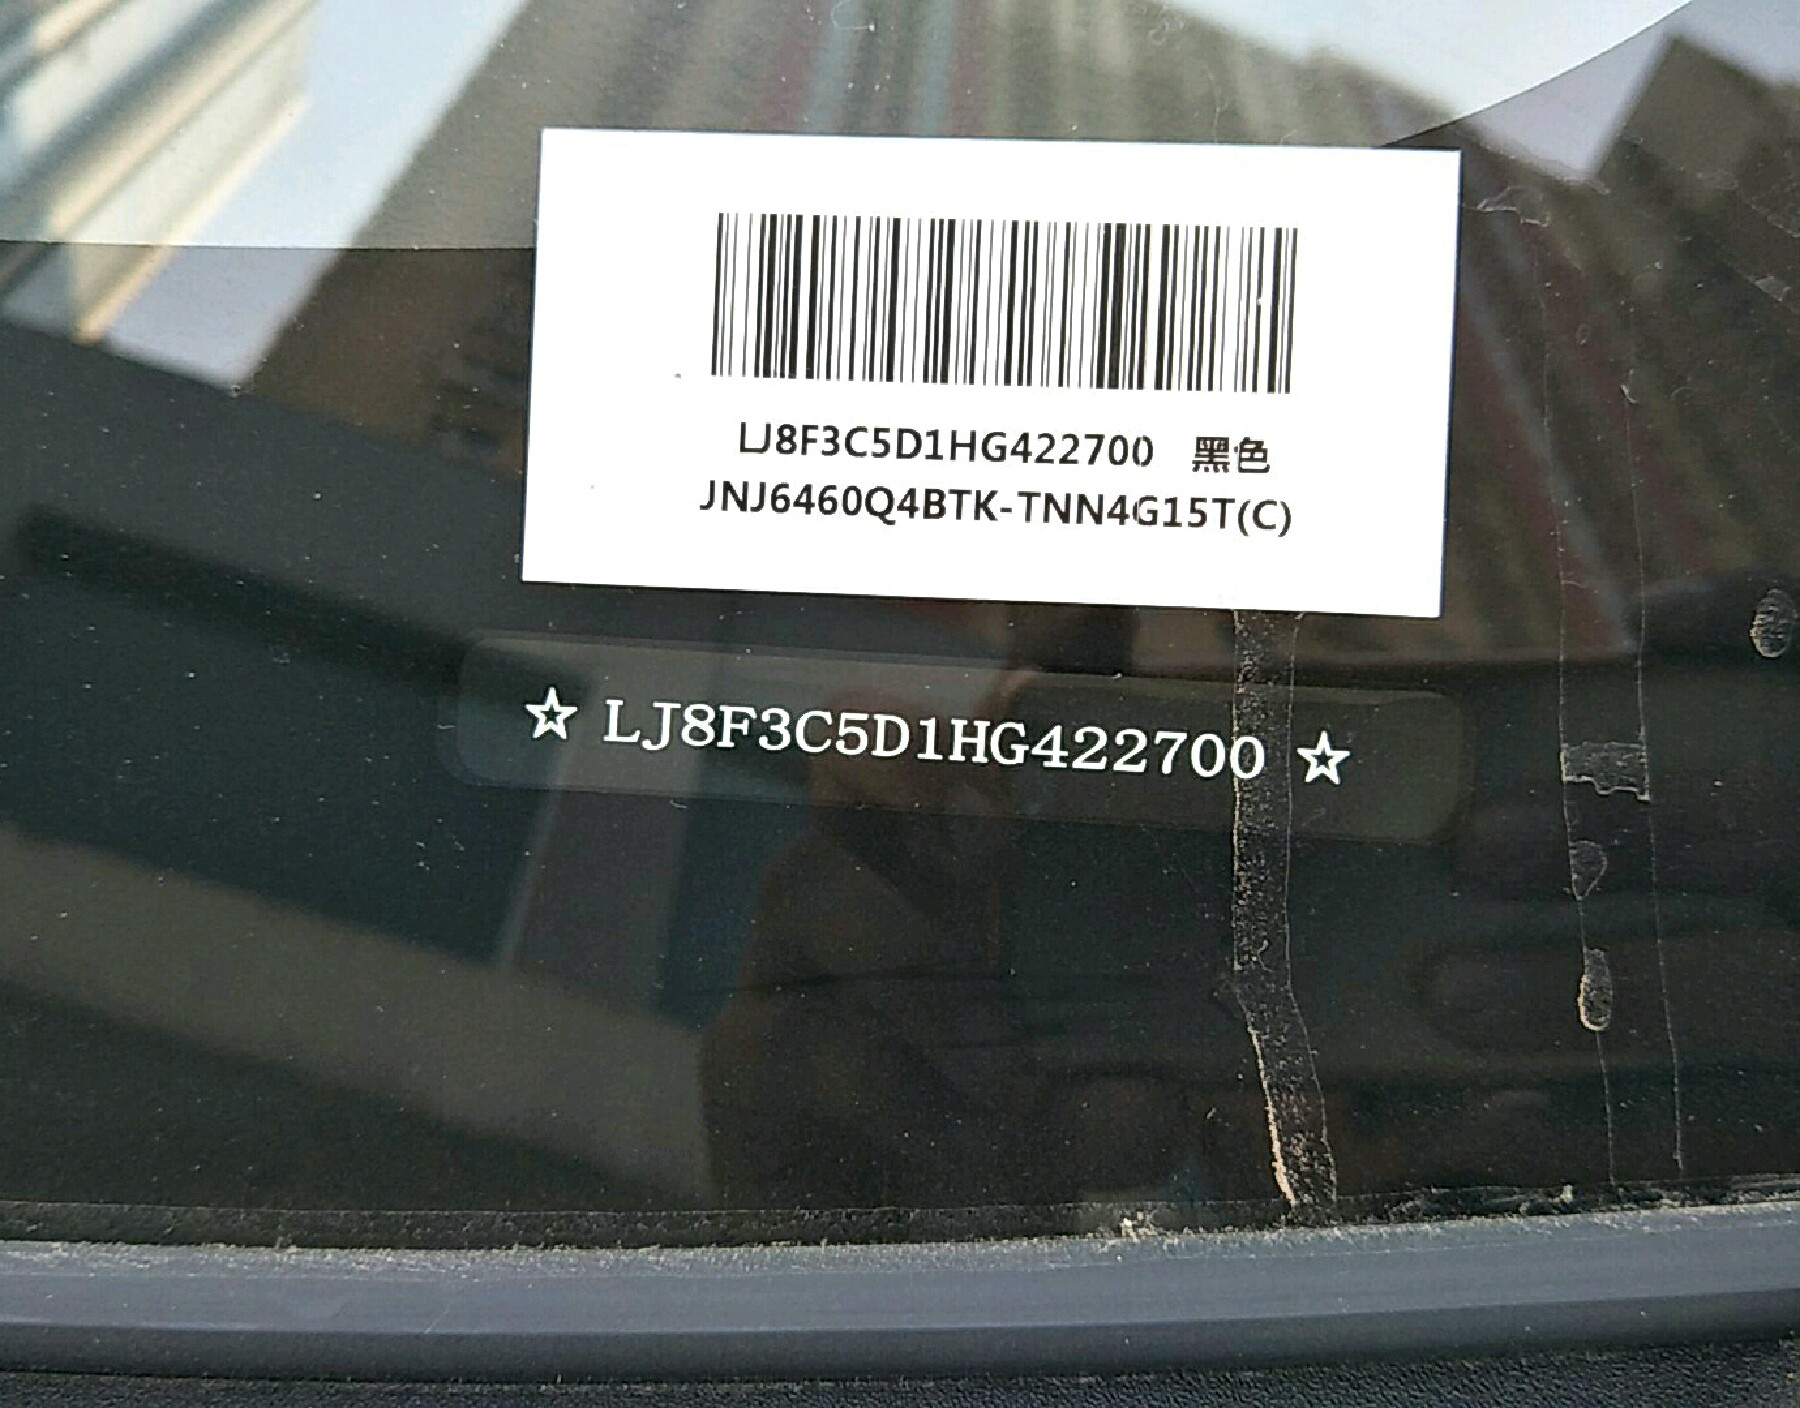 LJ8F3C5D1HG422700 黑色
JNJ6460Q4BTK-TNN4G15T(C)
☆ LJ8F3C5D1HG422700 ☆